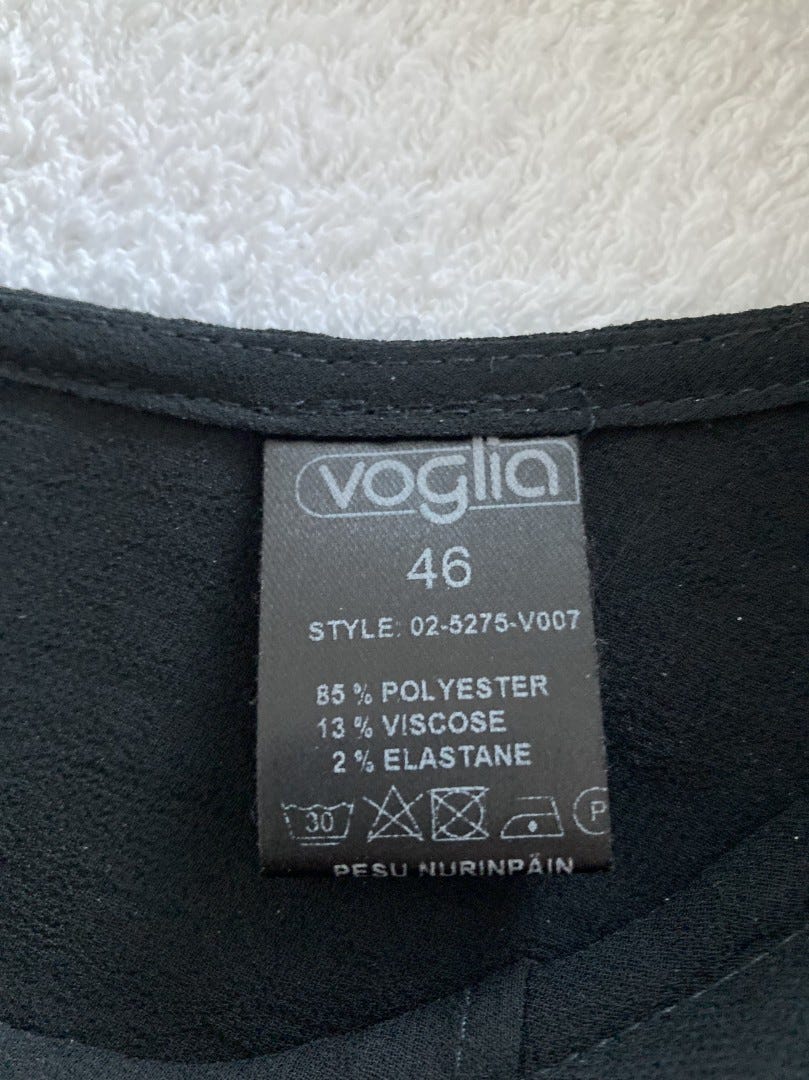 voglia
46
STYLE: 02-5275-V007
85 % POLYESTER
13 % VISCOSE
2 % ELASTANE
30 P
PESU NURINPÄIN